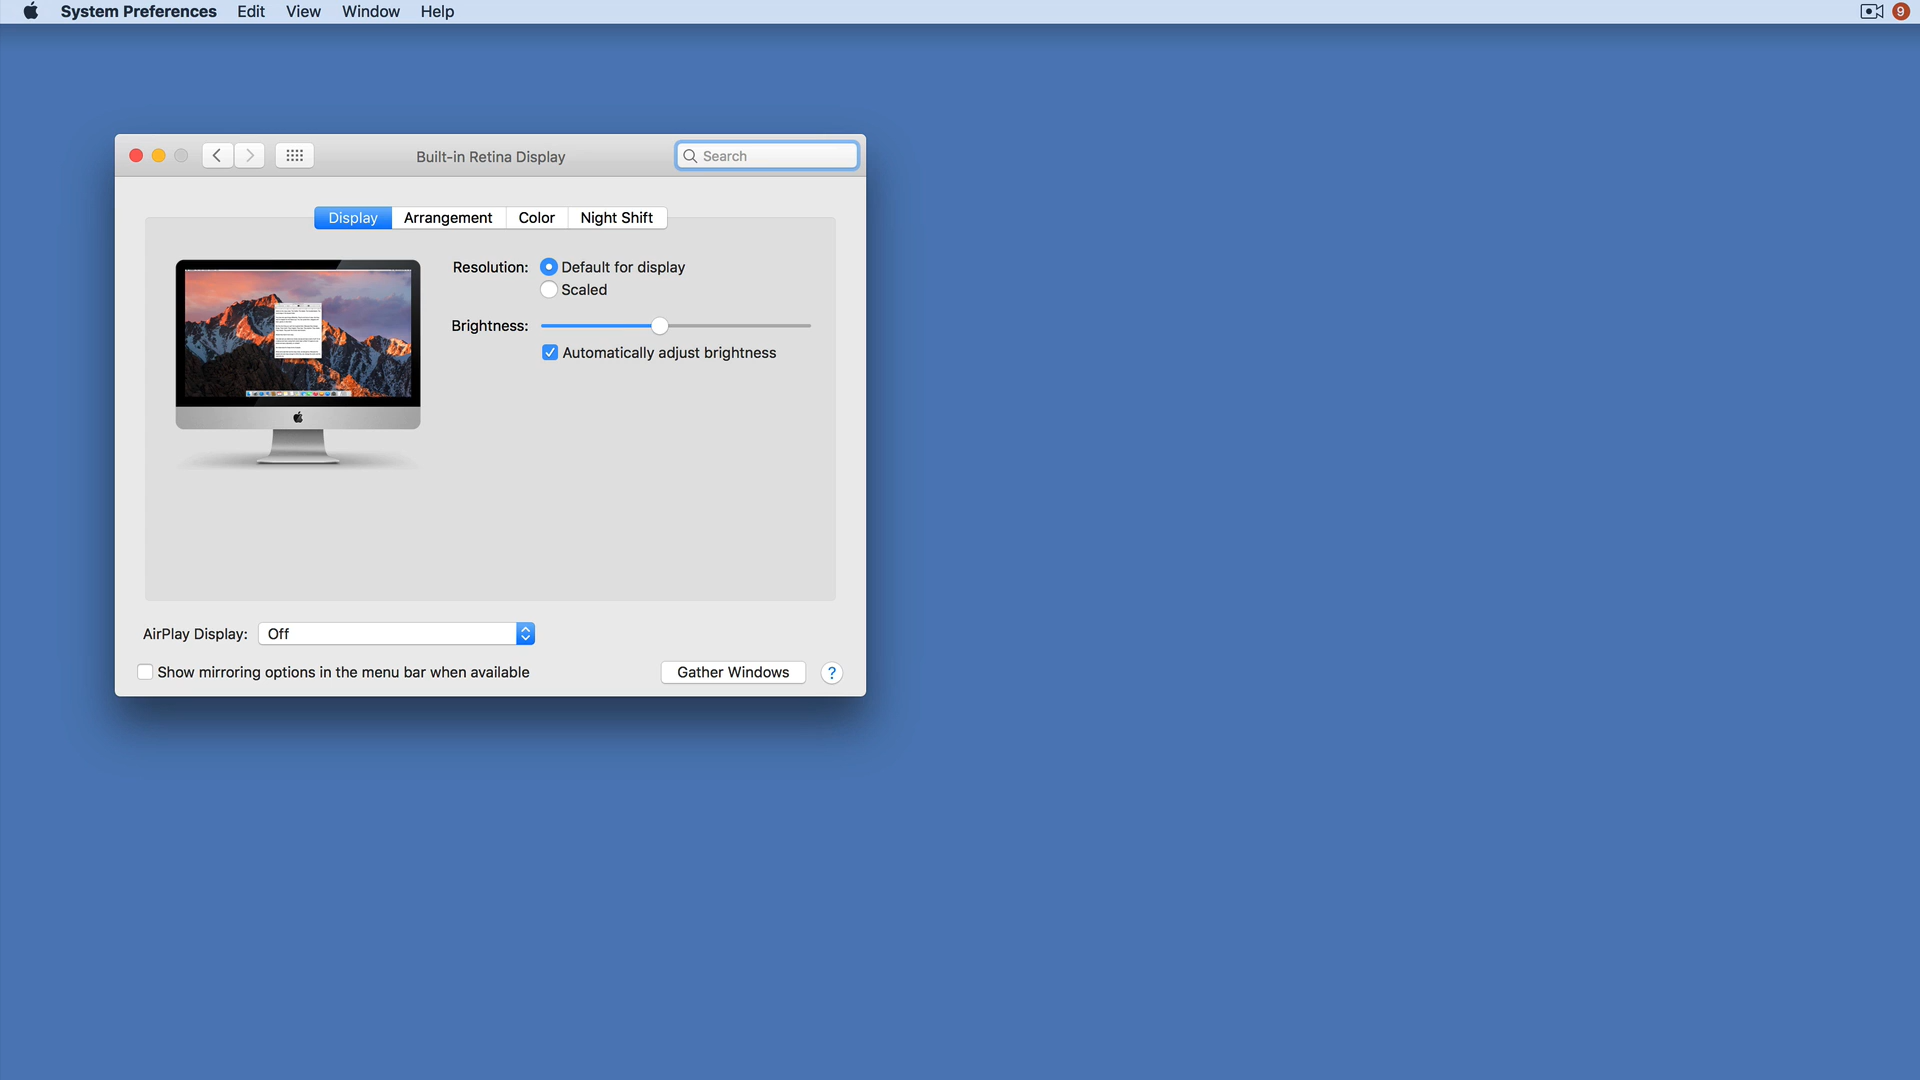 System Preferences Edit View Window Help 9
Built-in Retina Display Search
Display Arrangement Color Night Shift
Resolution: Default for display
Scaled
Brightness:
Automatically adjust brightness
AirPlay Display: Off
Show mirroring options in the menu bar when available Gather Windows ?